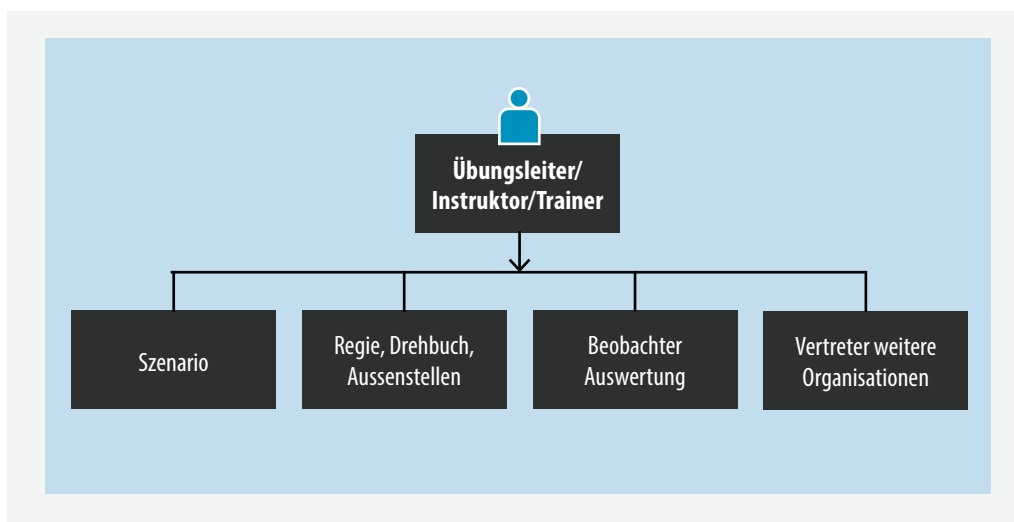 Übungsleiter/
Instruktor/Trainer
Szenario
Regie, Drehbuch,
Aussenstellen
Beobachter
Auswertung
Vertreter weitere
Organisationen